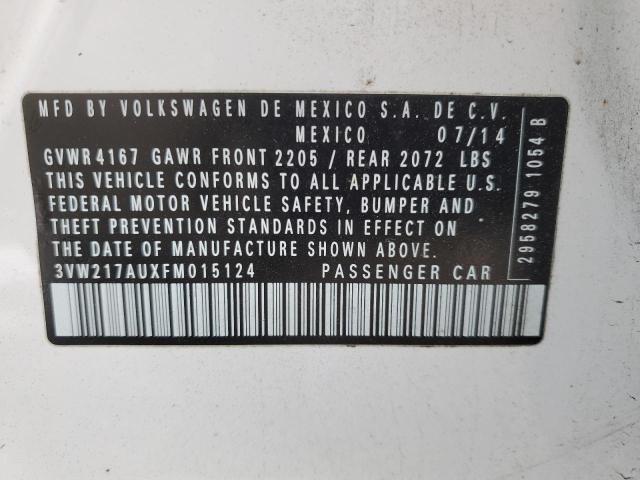 MFD BY VOLKSWAGEN DE MEXICO S.A. DE C.V.
MEXICO 07/14
GVWR 4167 GAWR FRONT 2205 / REAR 2072 LBS
THIS VEHICLE CONFORMS TO ALL APPLICABLE U.S.
FEDERAL MOTOR VEHICLE SAFETY, BUMPER AND
THEFT PREVENTION STANDARDS IN EFFECT ON
THE DATE OF MANUFACTURE SHOWN ABOVE.
3VW217AUXFM015124 PASSENGER CAR
2958279 1054 B